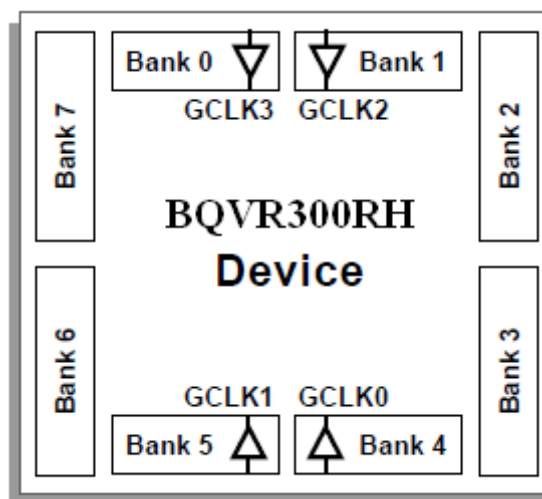 Bank 0
Bank 1
GCLK3
GCLK2
Bank 7
Bank 2
BQVR300RH
Device
Bank 6
Bank 3
GCLK1
GCLK0
Bank 5
Bank 4